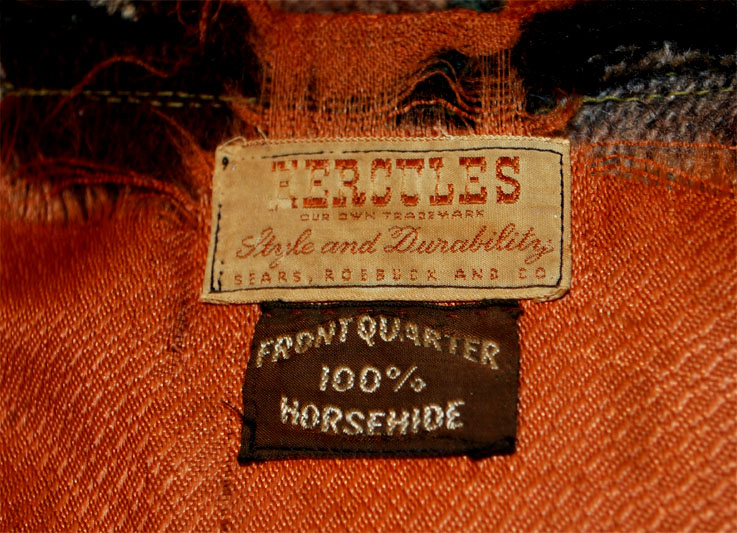 HERCULES
OUR OWN TRADEMARK
Style and Durability
SEARS, ROEBUCK AND CO
FRONT QUARTER
100%
HORSEHIDE